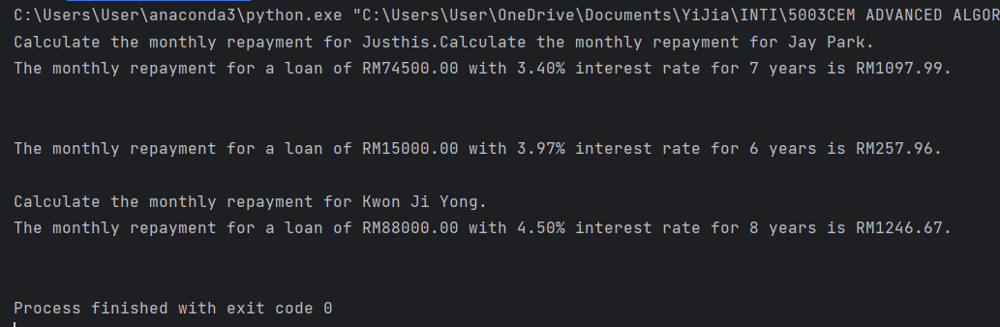 C:\Users\User\anaconda3\python.exe "C:\Users\User\OneDrive\Documents\YiJia\INTI\5003CEM ADVANCED ALGOR
Calculate the monthly repayment for Justhis.Calculate the monthly repayment for Jay Park.
The monthly repayment for a loan of RM74500.00 with 3.40% interest rate for 7 years is RM1097.99.
The monthly repayment for a loan of RM15000.00 with 3.97% interest rate for 6 years is RM257.96.
Calculate the monthly repayment for Kwon Ji Yong.
The monthly repayment for a loan of RM88000.00 with 4.50% interest rate for 8 years is RM1246.67.
Process finished with exit code 0